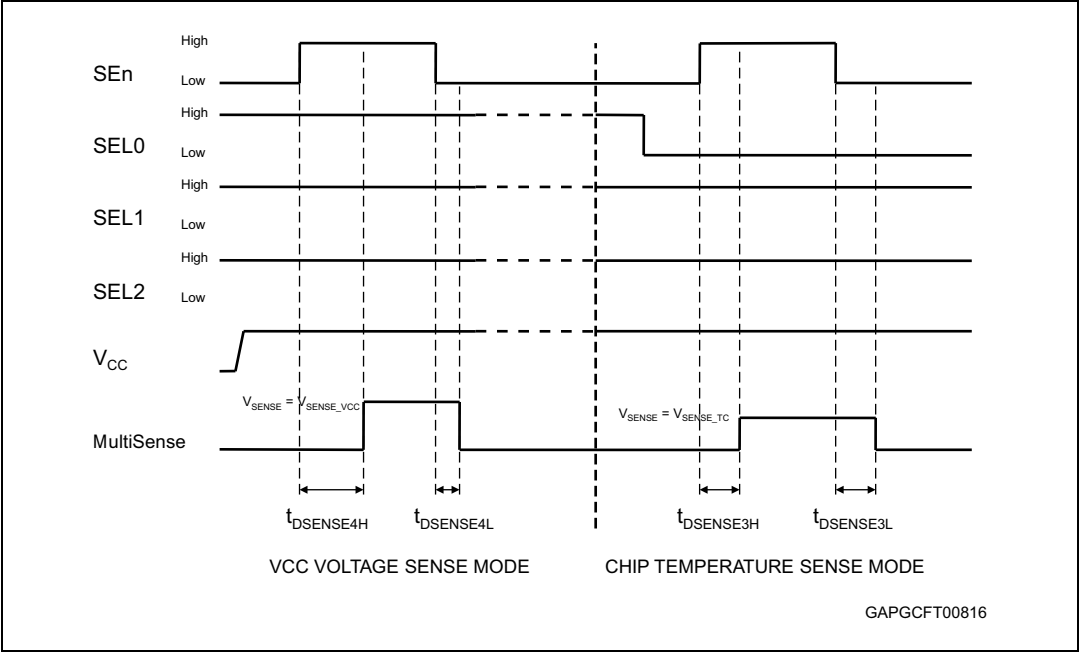 High
SEn
Low
High
SEL0
Low
High
SEL1
Low
High
SEL2
Low
VCC
VSENSE = VSENSE_VCC
VSENSE = VSENSE_TC
MultiSense
tDSENSE4H tDSENSE4L tDSENSE3H tDSENSE3L
VCC VOLTAGE SENSE MODE CHIP TEMPERATURE SENSE MODE
GAPGCFT00816